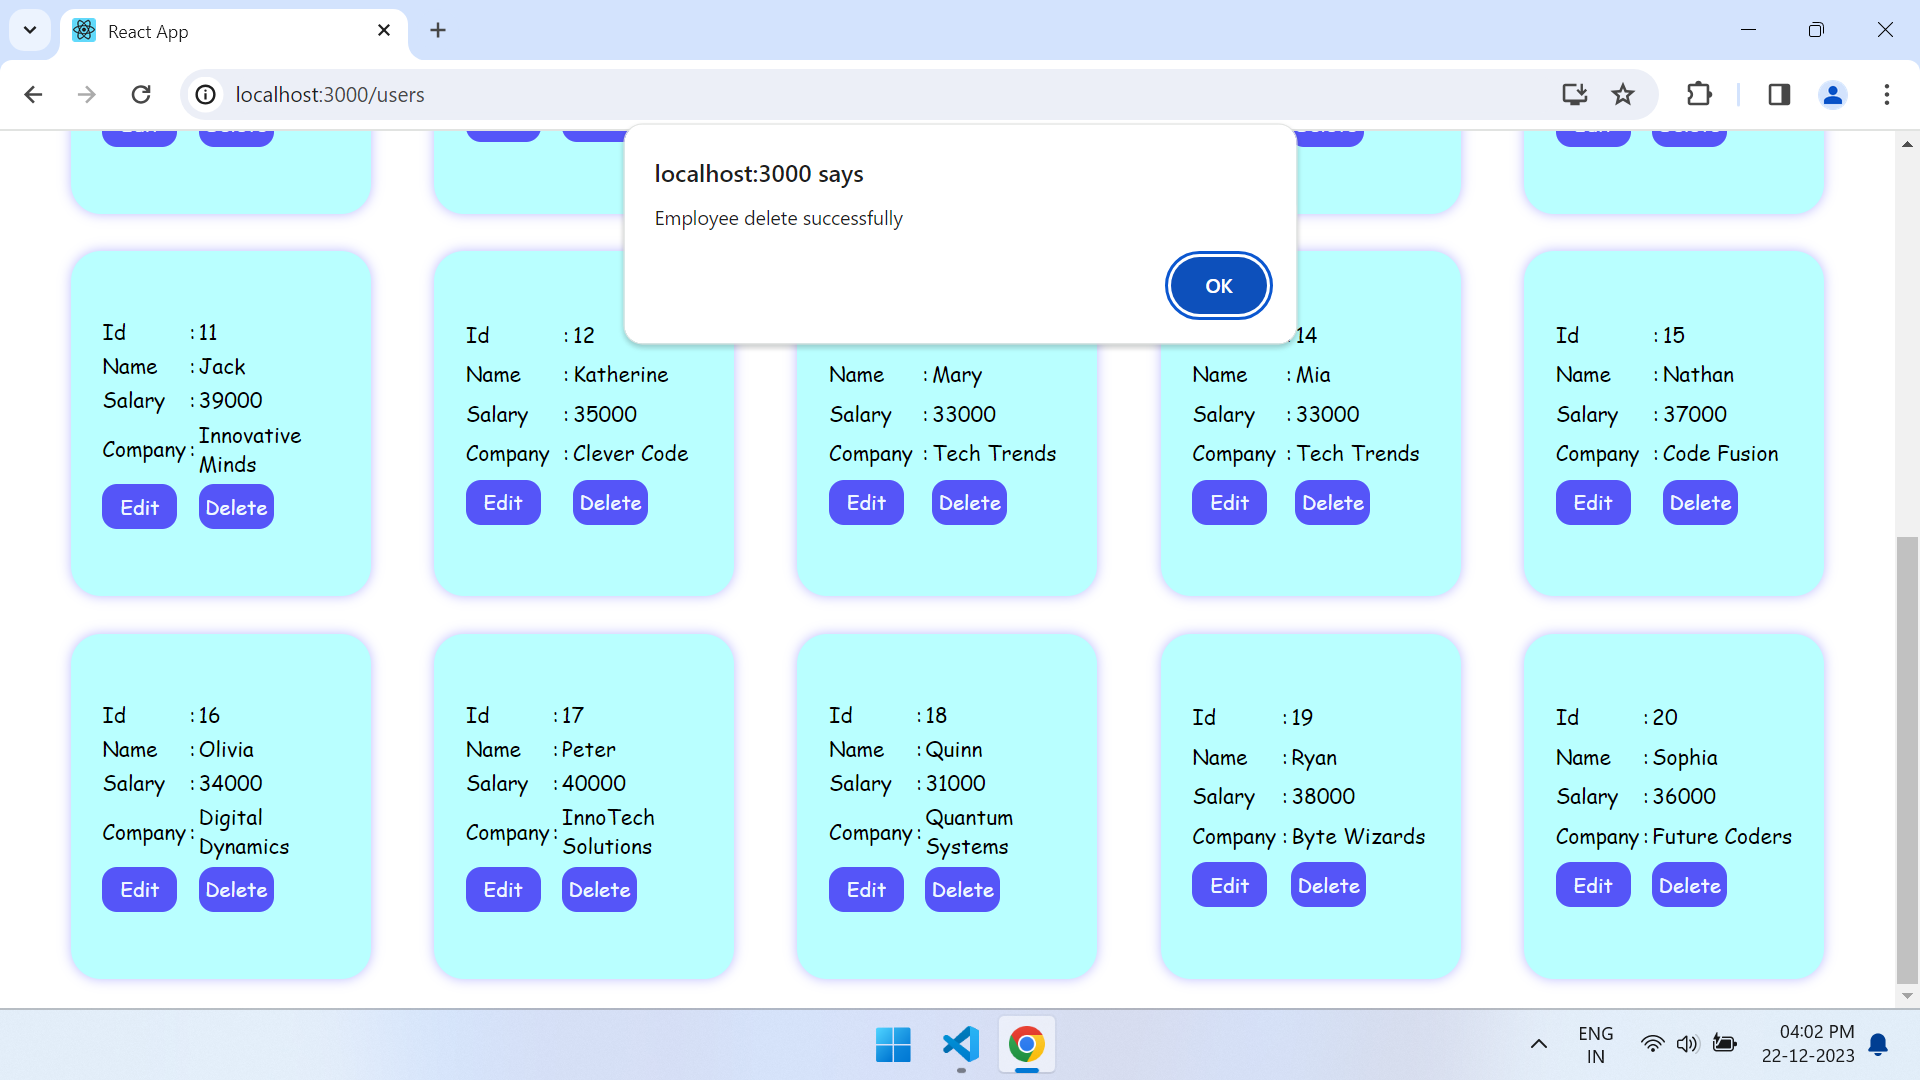 React App
localhost:3000/users
localhost:3000 says
Employee delete successfully
OK
Id : 11
Name : Jack
Salary : 39000
Company : Innovative
Minds
Edit Delete
Id : 12
Name : Katherine
Salary : 35000
Company : Clever Code
Edit Delete
Name : Mary
Salary : 33000
Company : Tech Trends
Edit Delete
: 14
Name : Mia
Salary : 33000
Company : Tech Trends
Edit Delete
Id : 15
Name : Nathan
Salary : 37000
Company : Code Fusion
Edit Delete
Id : 16
Name : Olivia
Salary : 34000
Company : Digital
Dynamics
Edit Delete
Id : 17
Name : Peter
Salary : 40000
Company : InnoTech
Solutions
Edit Delete
Id : 18
Name : Quinn
Salary : 31000
Company : Quantum
Systems
Edit Delete
Id : 19
Name : Ryan
Salary : 38000
Company : Byte Wizards
Edit Delete
Id : 20
Name : Sophia
Salary : 36000
Company : Future Coders
Edit Delete
ENG
IN
04:02 PM
22-12-2023